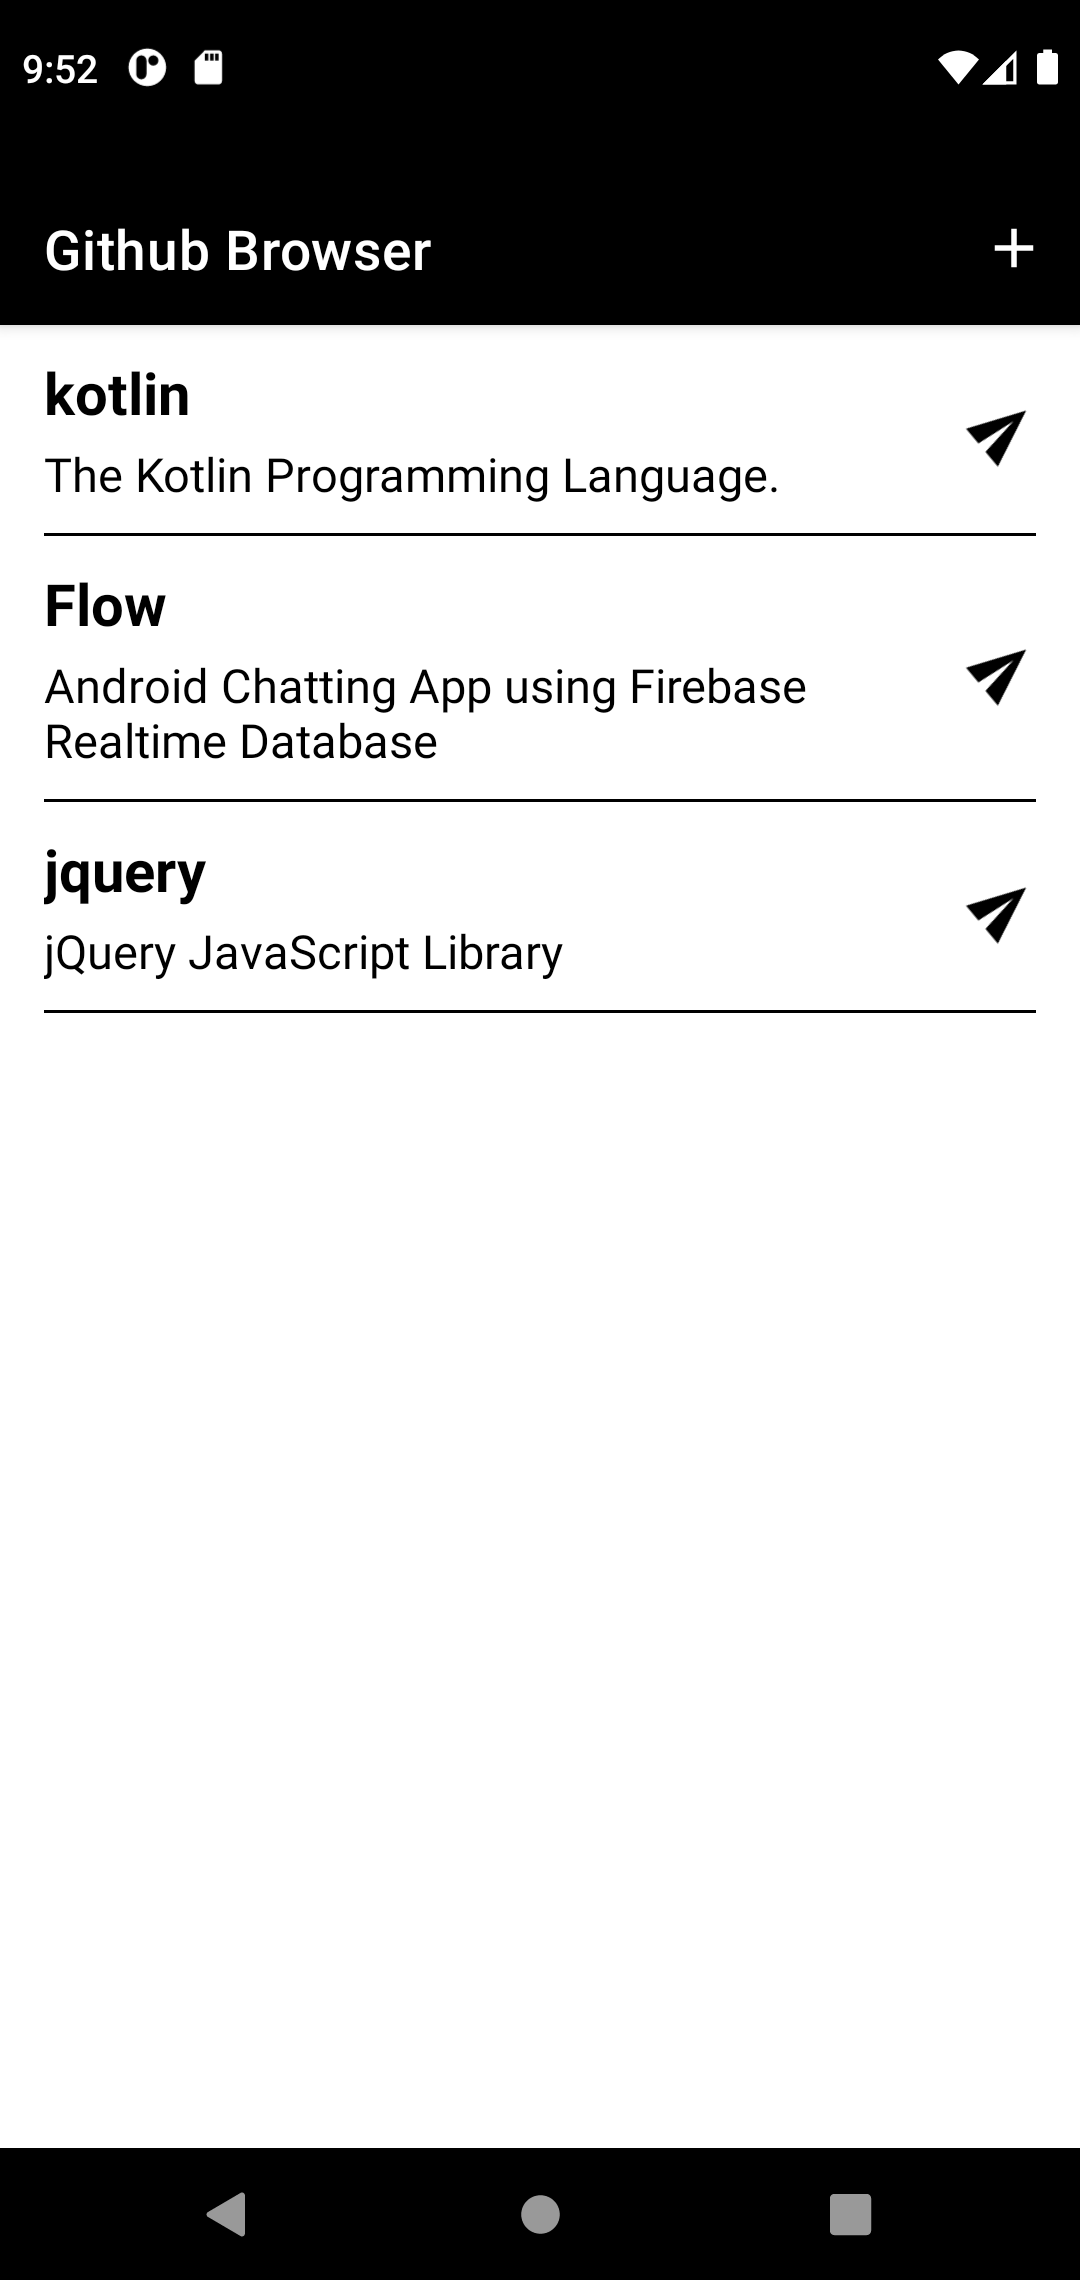 9:52
Github Browser
kotlin
The Kotlin Programming Language.
Flow
Android Chatting App using Firebase
Realtime Database
jquery
jQuery JavaScript Library